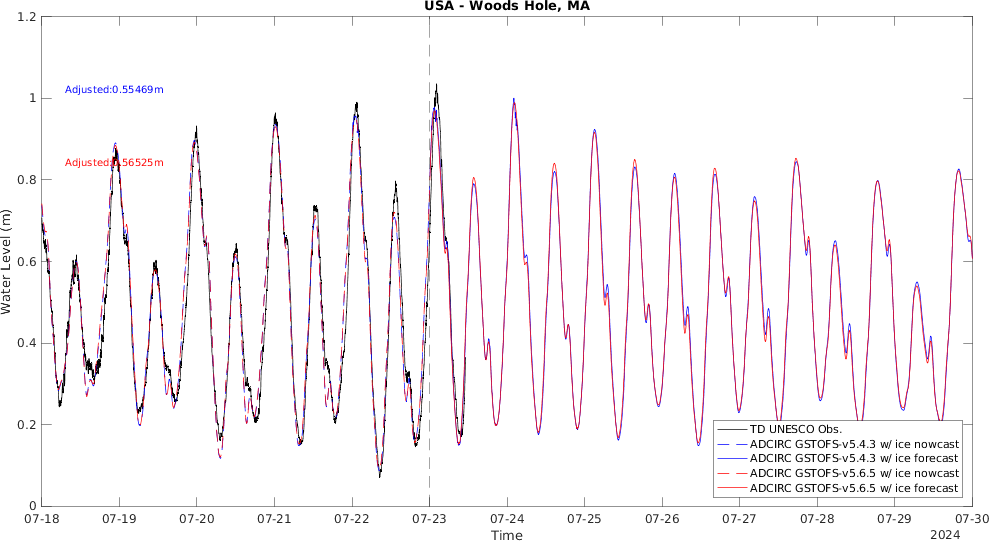 USA - Woods Hole, MA
1.2
1
0.8
0.6
0.4
0.2
0
Water Level (m)
Adjusted:0.55469m
Adjusted:0.56525m
TD UNESCO Obs.
ADCIRC GSTOFS-v5.4.3 w/ ice nowcast
ADCIRC GSTOFS-v5.4.3 w/ ice forecast
ADCIRC GSTOFS-v5.6.5 w/ ice nowcast
ADCIRC GSTOFS-v5.6.5 w/ ice forecast
07-18 07-19 07-20 07-21 07-22 07-23 07-24 07-25 07-26 07-27 07-28 07-29 07-30
Time
2024